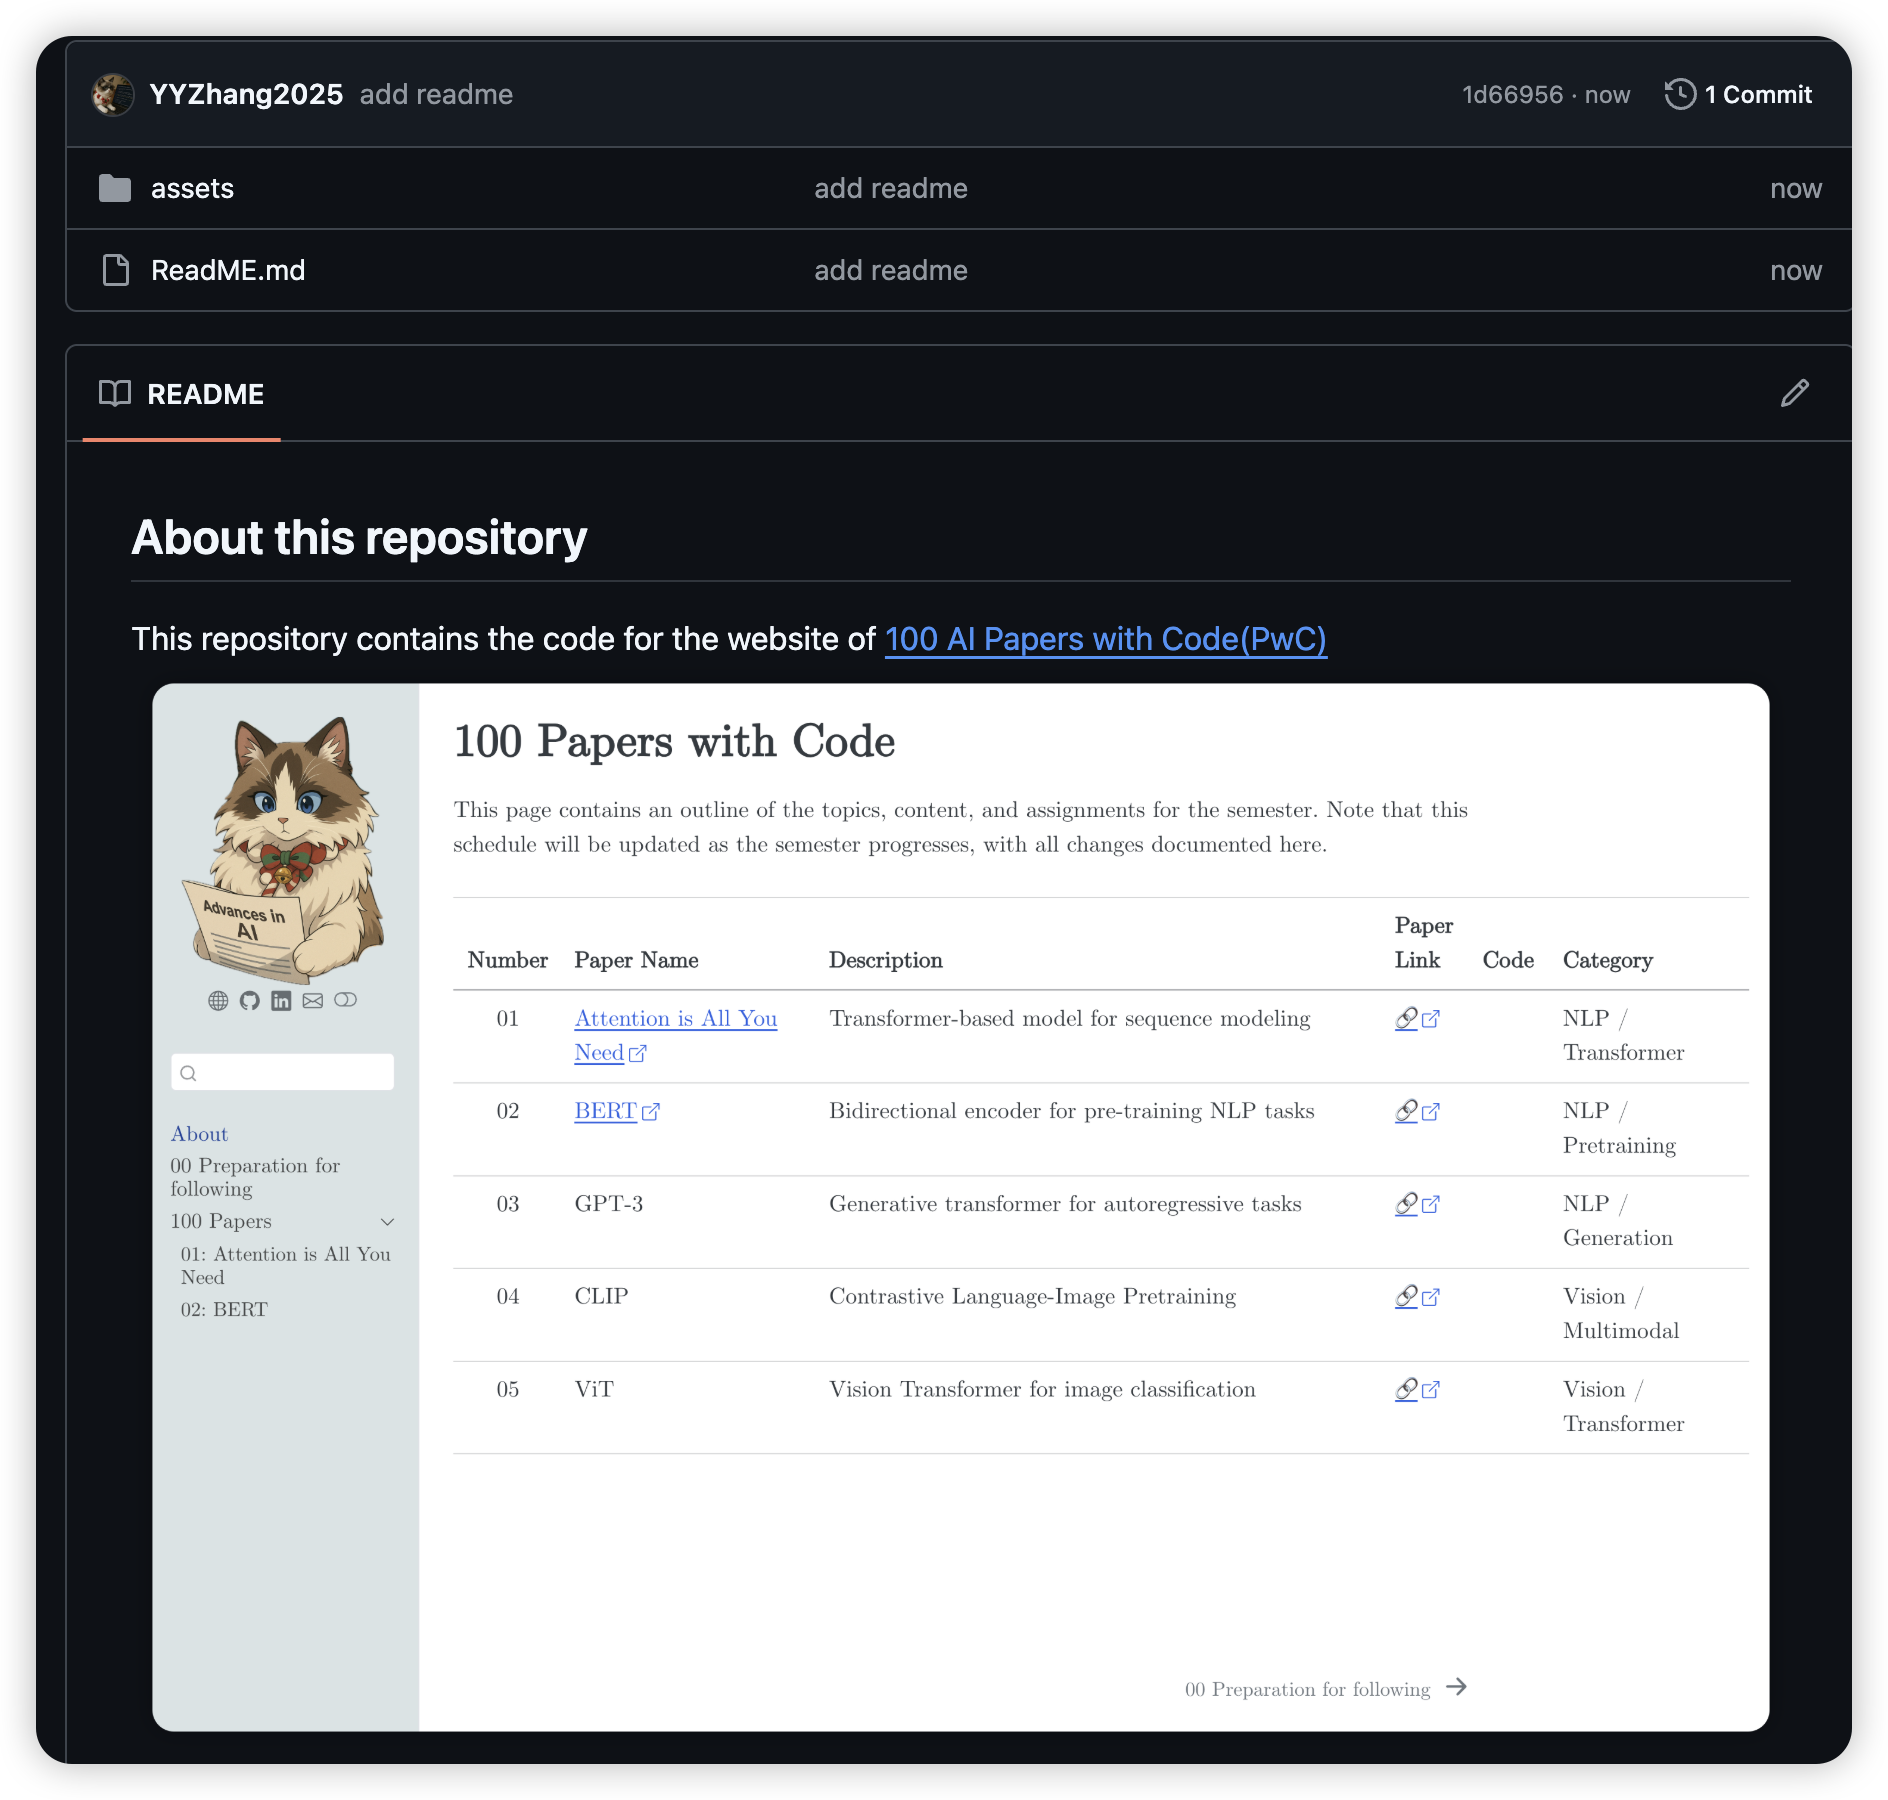 YYZhang2025 add readme 1d66956 · now 1 Commit
assets add readme now
ReadME.md add readme now
README
About this repository
This repository contains the code for the website of 100 AI Papers with Code(PwC)
Advances in
AI
About
00 Preparation for
following
100 Papers
01: Attention is All You
Need
02: BERT
100 Papers with Code
This page contains an outline of the topics, content, and assignments for the semester. Note that this
schedule will be updated as the semester progresses, with all changes documented here.
Number Paper Name Description Paper Link Code Category
01 Attention is All You Need Transformer-based model for sequence modeling NLP / Transformer
02 BERT Bidirectional encoder for pre-training NLP tasks NLP / Pretraining
03 GPT-3 Generative transformer for autoregressive tasks NLP / Generation
04 CLIP Contrastive Language-Image Pretraining Vision / Multimodal
05 ViT Vision Transformer for image classification Vision / Transformer
00 Preparation for following